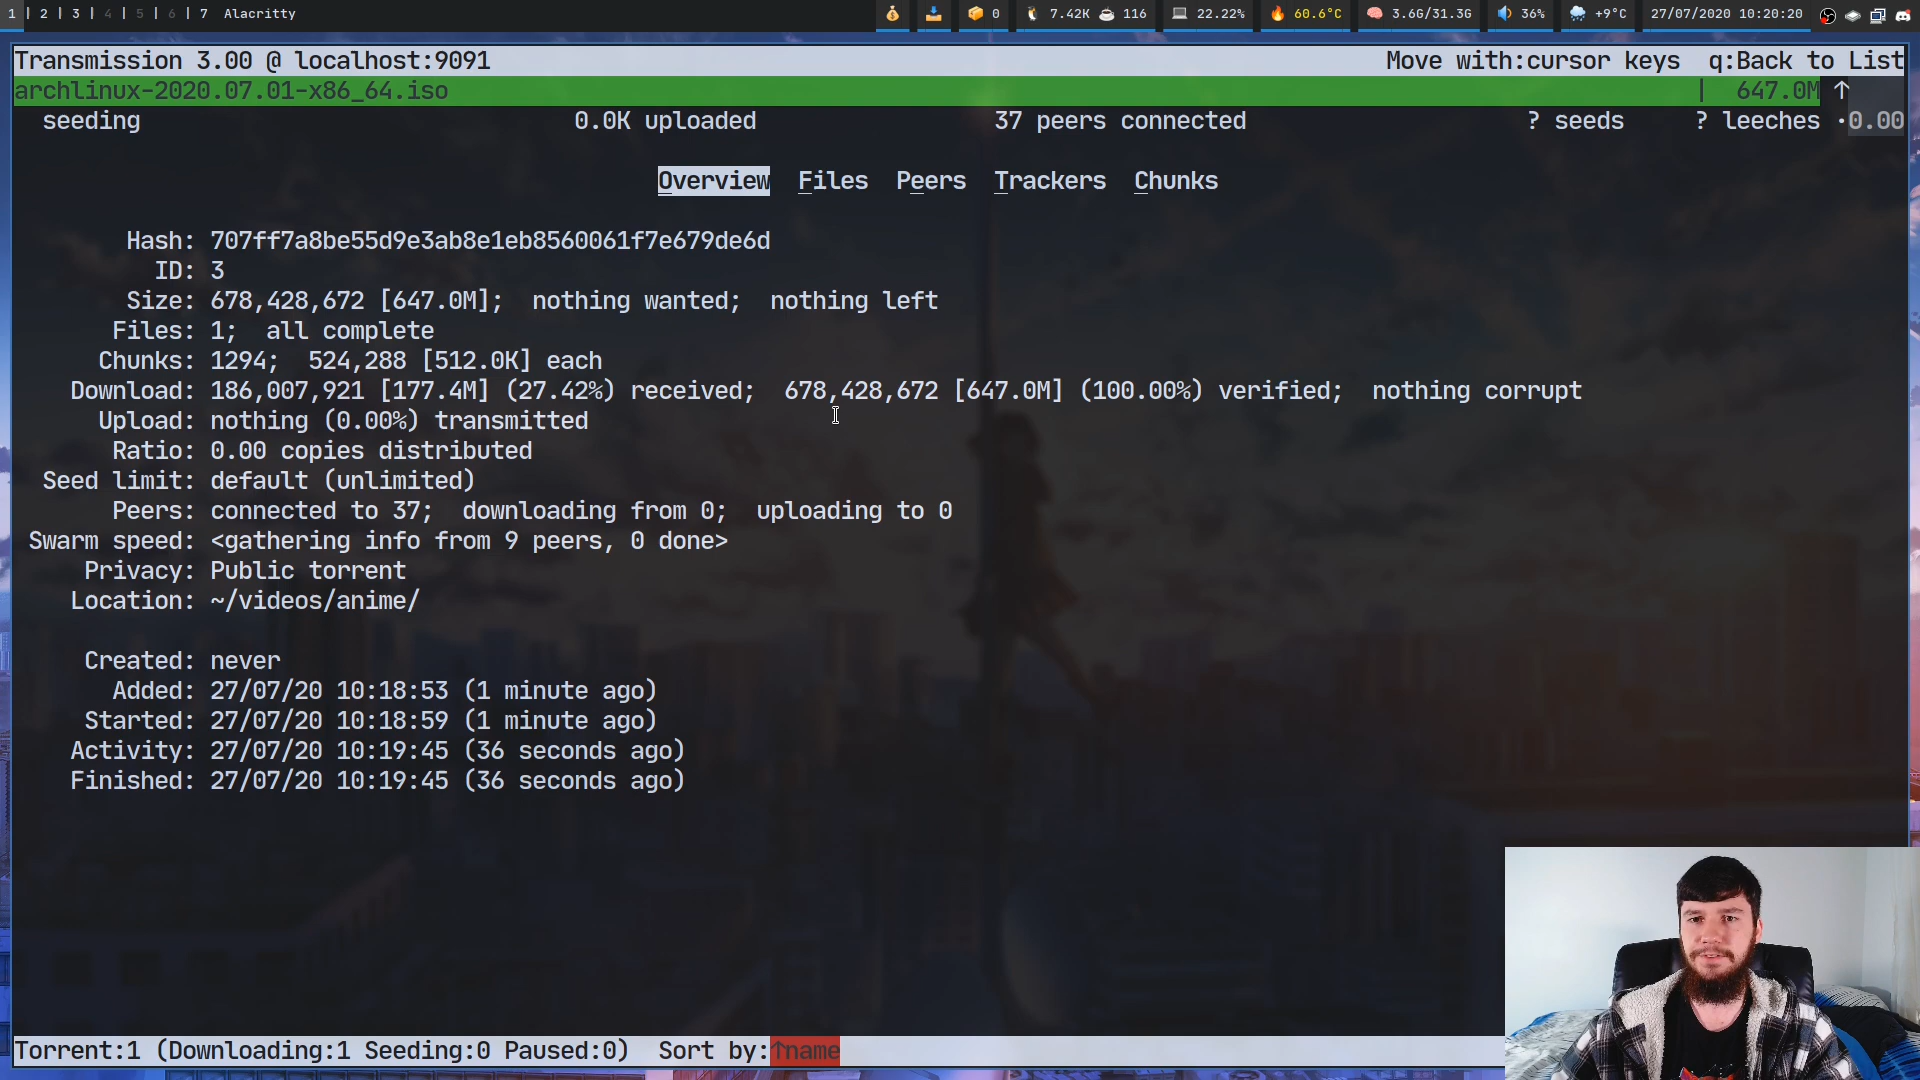 1 | 2 | 3 | 4 | 5 | 6 | 7 Alacritty 0 7.42K 116 22.22% 60.6°C 3.6G/31.3G 36% +9°C 27/07/2020 10:20:20
Transmission 3.00 @ localhost:9091 Move with:cursor keys q:Back to List
archlinux-2020.07.01-x86_64.iso | 647.0M ↑
seeding 0.0K uploaded 37 peers connected ? seeds ? leeches ·0.00
Overview Files Peers Trackers Chunks
Hash: 707ff7a8be55d9e3ab8e1eb8560061f7e679de6d
ID: 3
Size: 678,428,672 [647.0M]; nothing wanted; nothing left
Files: 1; all complete
Chunks: 1294; 524,288 [512.0K] each
Download: 186,007,921 [177.4M] (27.42%) received; 678,428,672 [647.0M] (100.00%) verified; nothing corrupt
Upload: nothing (0.00%) transmitted
Ratio: 0.00 copies distributed
Seed limit: default (unlimited)
Peers: connected to 37; downloading from 0; uploading to 0
Swarm speed: <gathering info from 9 peers, 0 done>
Privacy: Public torrent
Location: ~/videos/anime/
Created: never
Added: 27/07/20 10:18:53 (1 minute ago)
Started: 27/07/20 10:18:59 (1 minute ago)
Activity: 27/07/20 10:19:45 (36 seconds ago)
Finished: 27/07/20 10:19:45 (36 seconds ago)
Torrent:1 (Downloading:1 Seeding:0 Paused:0) Sort by:↑name